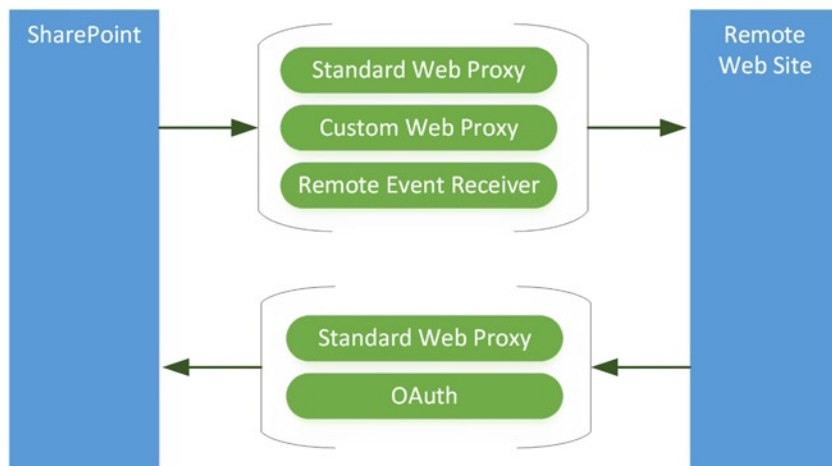 SharePoint
Standard Web Proxy
Custom Web Proxy
Remote Event Receiver
Remote
Web Site
Standard Web Proxy
OAuth